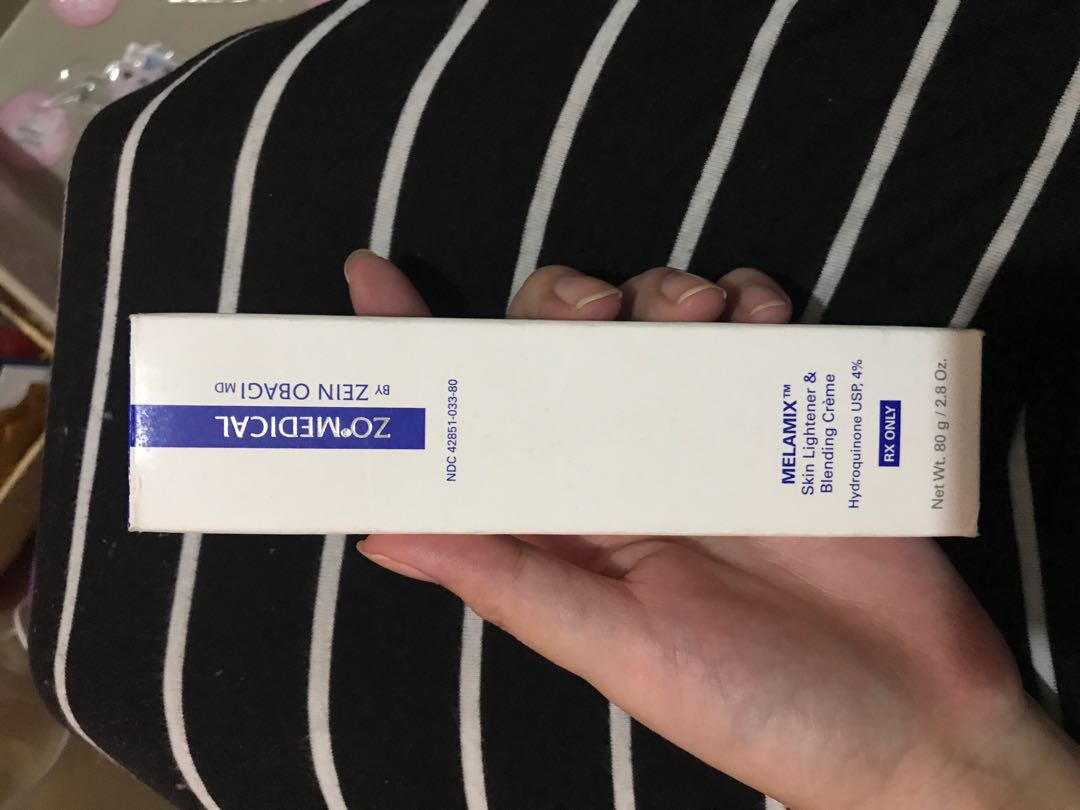 ZO®MEDICAL
BY ZEIN OBAGI MD
NDC 42851-033-80
MELAMIX™
Skin Lightener &
Blending Crème
Hydroquinone USP, 4%
RX ONLY
Net Wt. 80 g / 2.8 Oz.